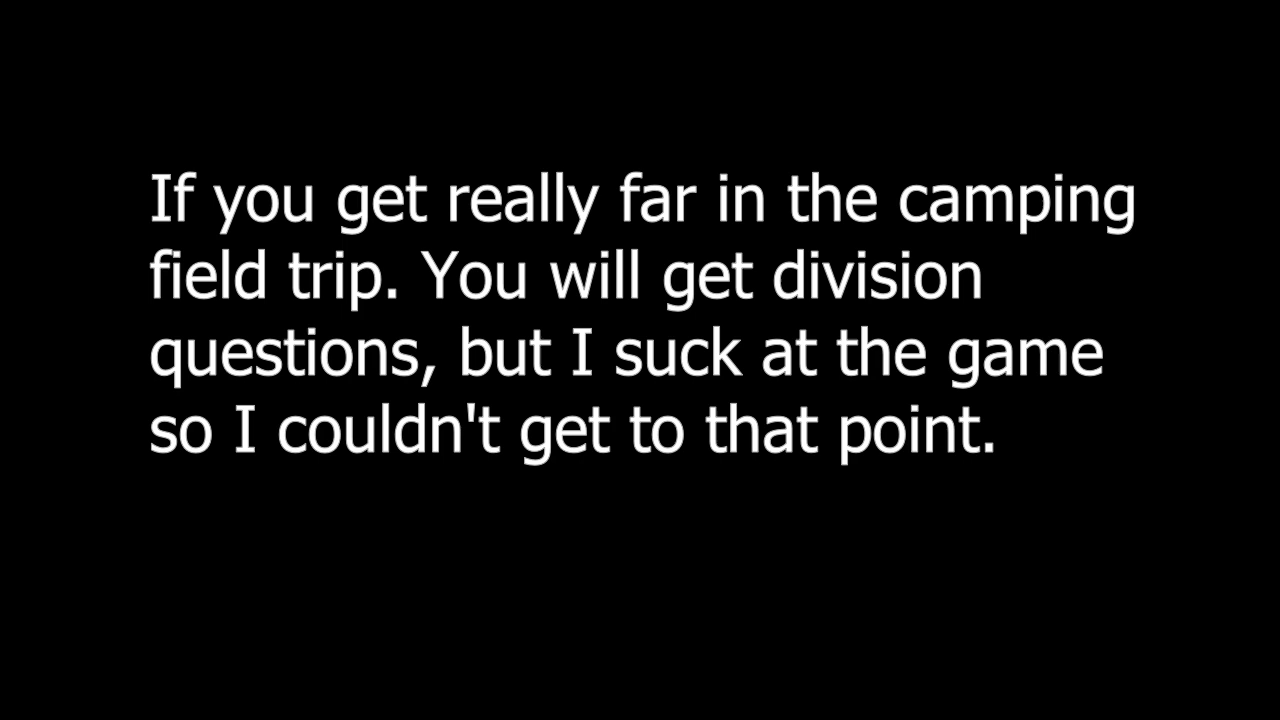 If you get really far in the camping
field trip. You will get division
questions, but I suck at the game
so I couldn't get to that point.